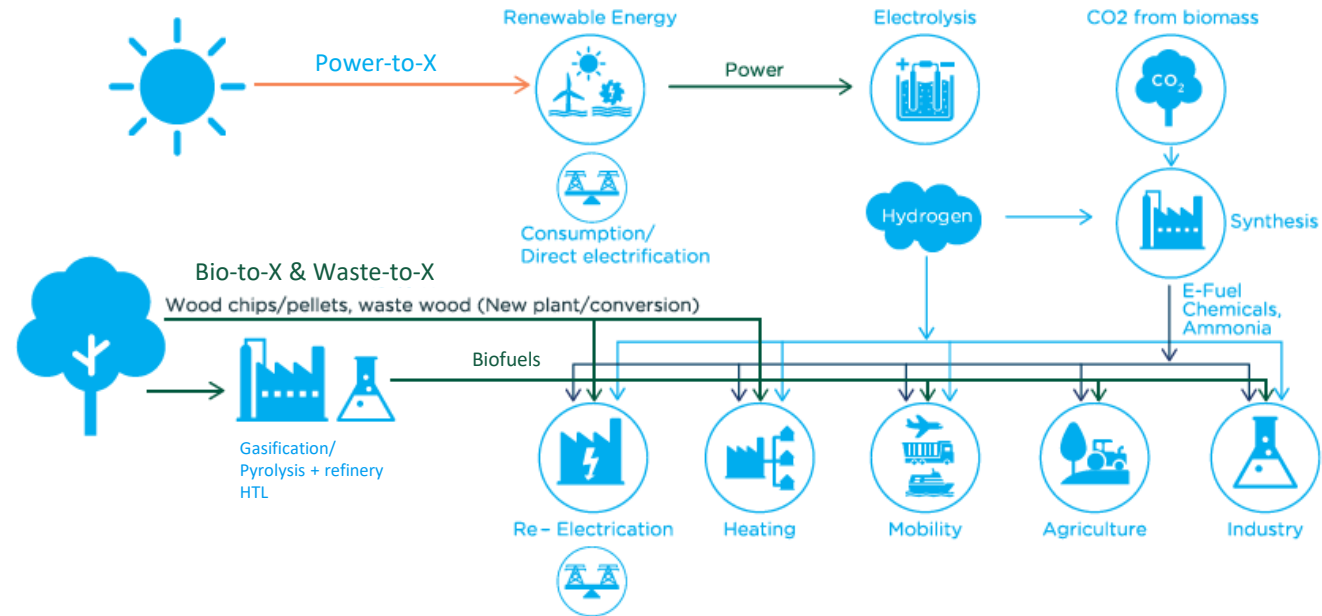 Renewable Energy
Electrolysis
CO2 from biomass
Power-to-X
Power
CO2
Hydrogen
Synthesis
Consumption/
Direct electrification
Bio-to-X & Waste-to-X
Wood chips/pellets, waste wood (New plant/conversion)
E-Fuel
Chemicals,
Ammonia
Biofuels
Gasification/
Pyrolysis + refinery
HTL
Re – Electrication
Heating
Mobility
Agriculture
Industry